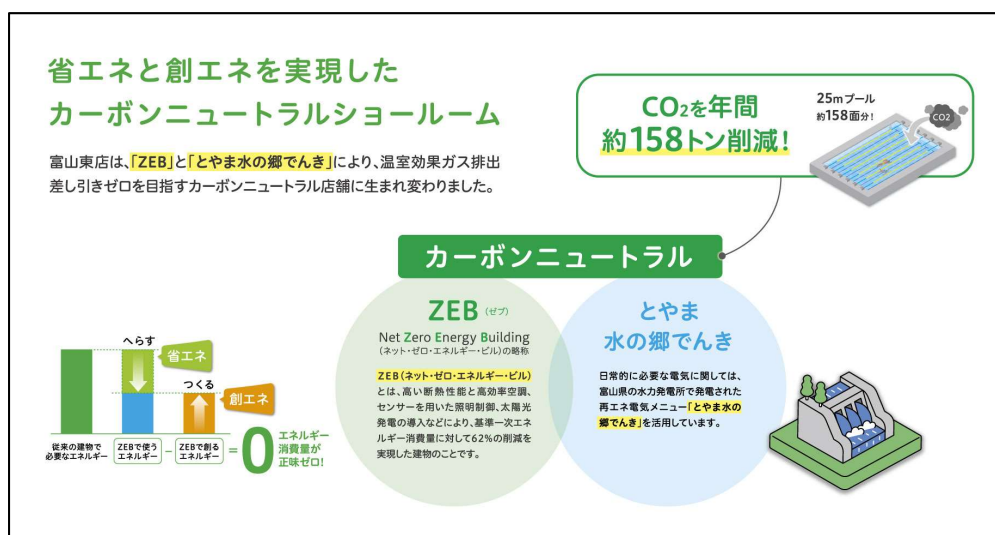 省エネと創エネを実現した
カーボンニュートラルショールーム
富山東店は、「ZEB」と「とやま水の郷でんき」により、温室効果ガス排出
差し引きゼロを目指すカーボンニュートラル店舗に生まれ変わりました。
CO2を年間
約158トン削減!
25mプール
約158面分!
CO2
カーボンニュートラル
ZEB(ゼブ)
Net Zero Energy Building
(ネット・ゼロ・エネルギー・ビル)の略称
ZEB(ネット・ゼロ・エネルギー・ビル)
とは、高い断熱性能と高効率空調、
センサーを用いた照明制御、太陽光
発電の導入などにより、基準一次エネ
ルギー消費量に対して62%の削減を
実現した建物のことです。
とやま
水の郷でんき
日常的に必要な電気に関しては、
富山県の水力発電所で発電された
再エネ電気メニュー「とやま水の
郷でんき」を活用しています。
へらす
省エネ
つくる
創エネ
従来の建物で
必要なエネルギー
ZEBで使う
エネルギー
−
ZEBで創る
エネルギー
=
0
エネルギー
消費量が
正味ゼロ!